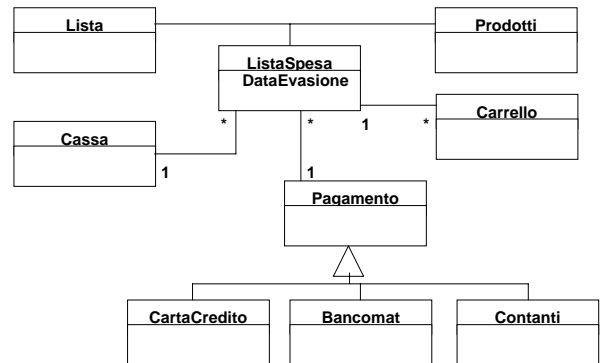 Lista
Prodotti
ListaSpesa
DataEvasione
Carrello
* * 1 *
Cassa
1 1
Pagamento
CartaCredito Bancomat Contanti